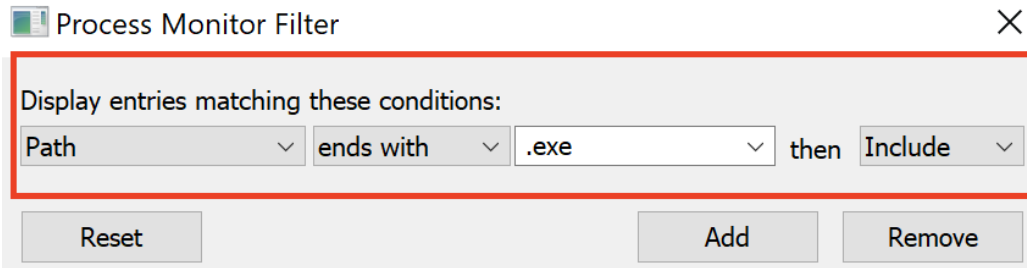 Process Monitor Filter
Display entries matching these conditions:
Path ends with .exe then Include
Reset Add Remove